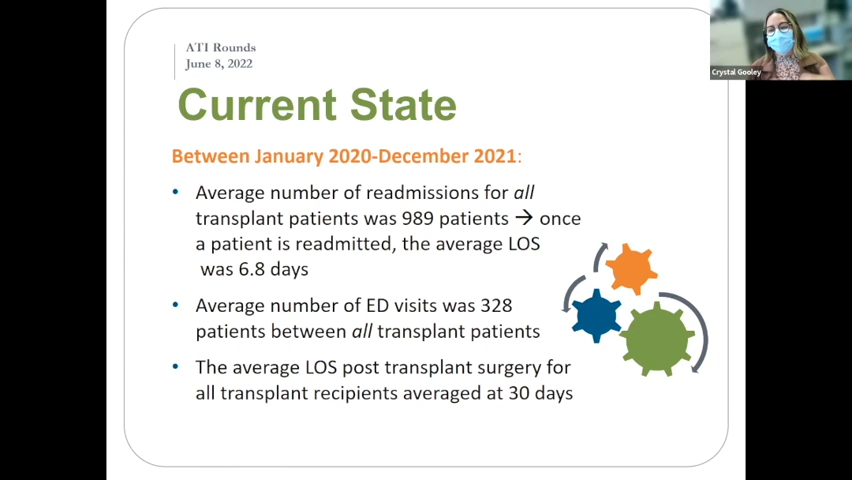 ATI Rounds
June 8, 2022
Crystal Gooley
Current State
Between January 2020-December 2021:
• Average number of readmissions for all
transplant patients was 989 patients → once
a patient is readmitted, the average LOS
was 6.8 days
• Average number of ED visits was 328
patients between all transplant patients
• The average LOS post transplant surgery for
all transplant recipients averaged at 30 days